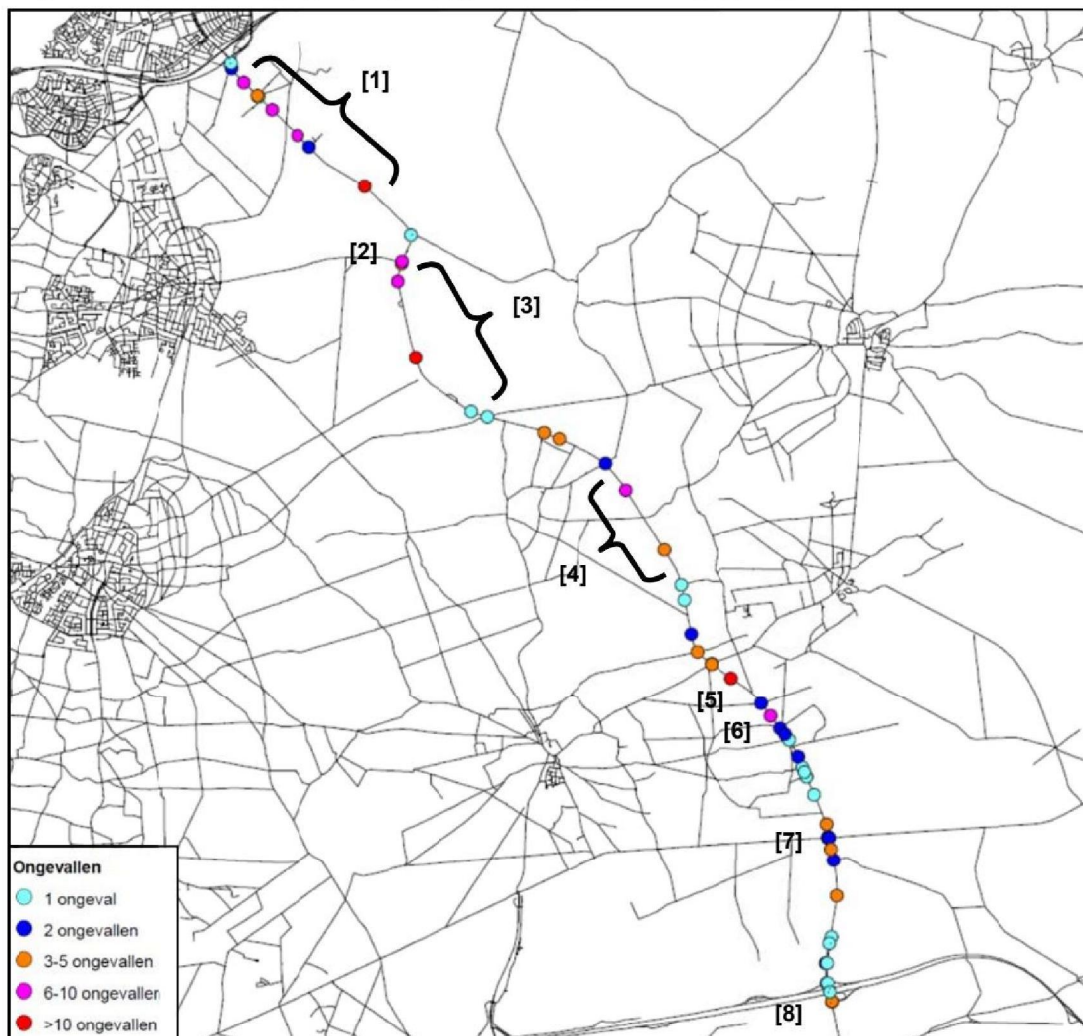 [1]
[2]
[3]
[4]
[5]
[6]
[7]
[8]
Ongevallen
1 ongeval
2 ongevallen
3-5 ongevallen
6-10 ongevallen
>10 ongevallen